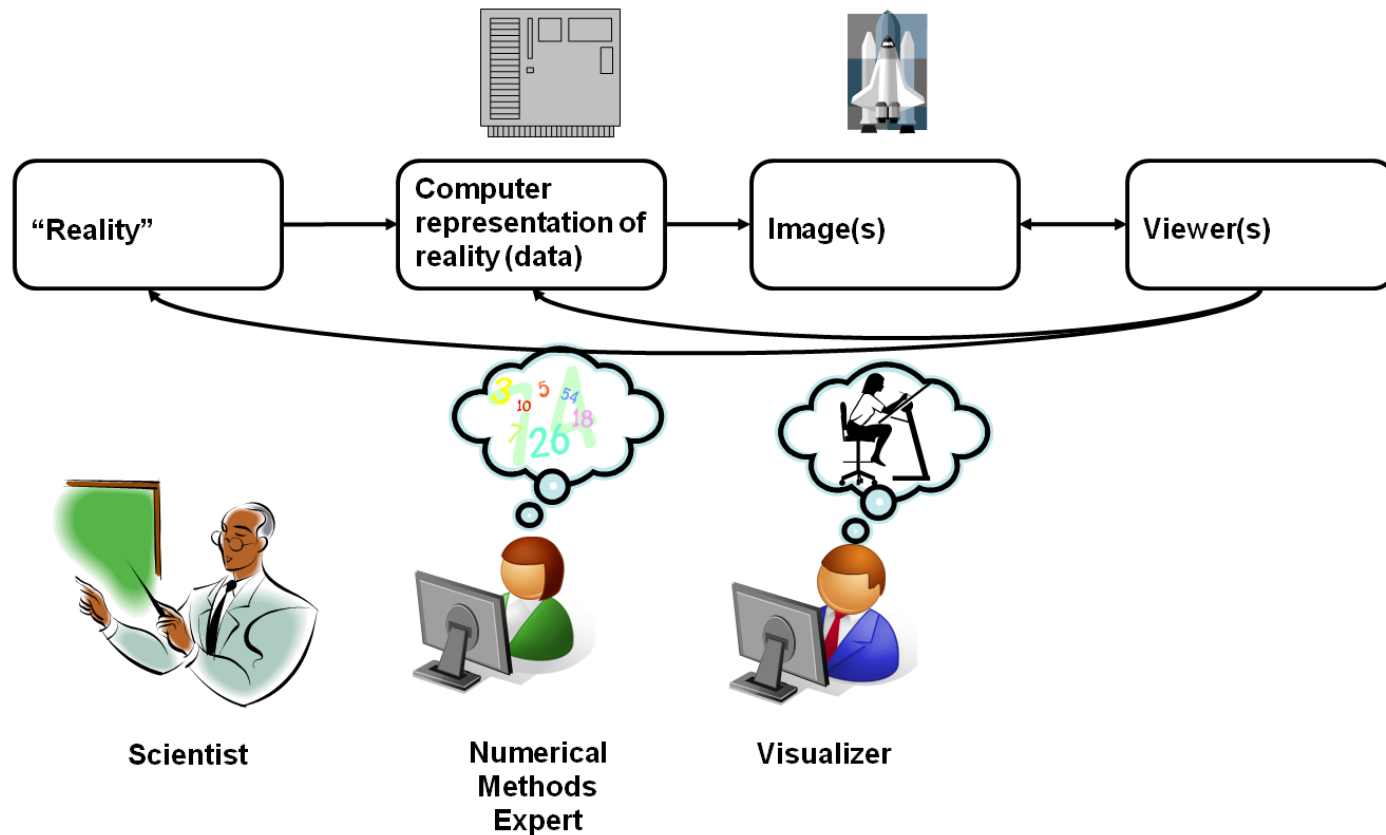 “Reality”
Computer
representation of
reality (data)
Image(s)
Viewer(s)
3
10
5
54
18
7
26
74
Scientist
Numerical
Methods
Expert
Visualizer